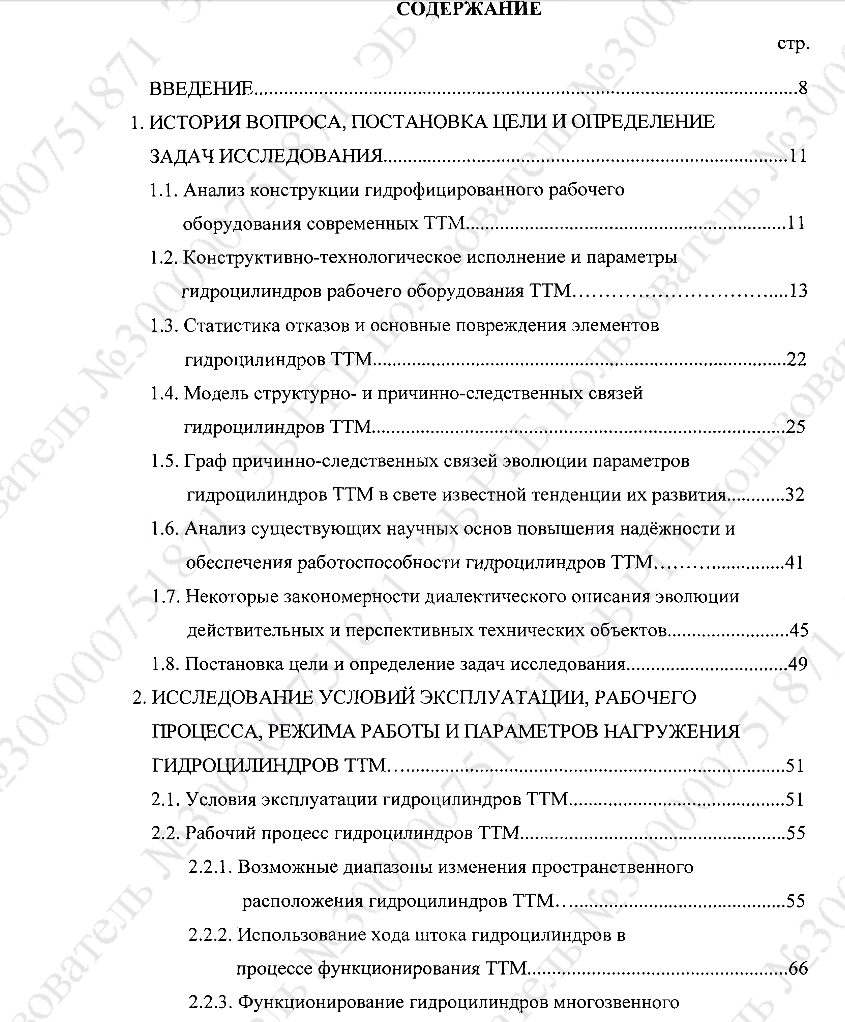 СОДЕРЖАНИЕ
стр.
ВВЕДЕНИЕ..........8
1. ИСТОРИЯ ВОПРОСА, ПОСТАНОВКА ЦЕЛИ И ОПРЕДЕЛЕНИЕ
ЗАДАЧ ИССЛЕДОВАНИЯ..........11
1.1. Анализ конструкции гидрофицированного рабочего
оборудования современных ТТМ..........11
1.2. Конструктивно-технологическое исполнение и параметры
гидроцилиндров рабочего оборудования ТТМ..........13
1.3. Статистика отказов и основные повреждения элементов
гидроцилиндров ТТМ..........22
1.4. Модель структурно- и причинно-следственных связей
гидроцилиндров ТТМ..........25
1.5. Граф причинно-следственных связей эволюции параметров
гидроцилиндров ТТМ в свете известной тенденции их развития..........32
1.6. Анализ существующих научных основ повышения надёжности и
обеспечения работоспособности гидроцилиндров ТТМ..........41
1.7. Некоторые закономерности диалектического описания эволюции
действительных и перспективных технических объектов..........45
1.8. Постановка цели и определение задач исследования..........49
2. ИССЛЕДОВАНИЕ УСЛОВИЙ ЭКСПЛУАТАЦИИ, РАБОЧЕГО
ПРОЦЕССА, РЕЖИМА РАБОТЫ И ПАРАМЕТРОВ НАГРУЖЕНИЯ
ГИДРОЦИЛИНДРОВ ТТМ..........51
2.1. Условия эксплуатации гидроцилиндров ТТМ..........51
2.2. Рабочий процесс гидроцилиндров ТТМ..........55
2.2.1. Возможные диапазоны изменения пространственного
расположения гидроцилиндров ТТМ..........55
2.2.2. Использование хода штока гидроцилиндров в
процессе функционирования ТТМ..........66
2.2.3. Функционирование гидроцилиндров многозвенного